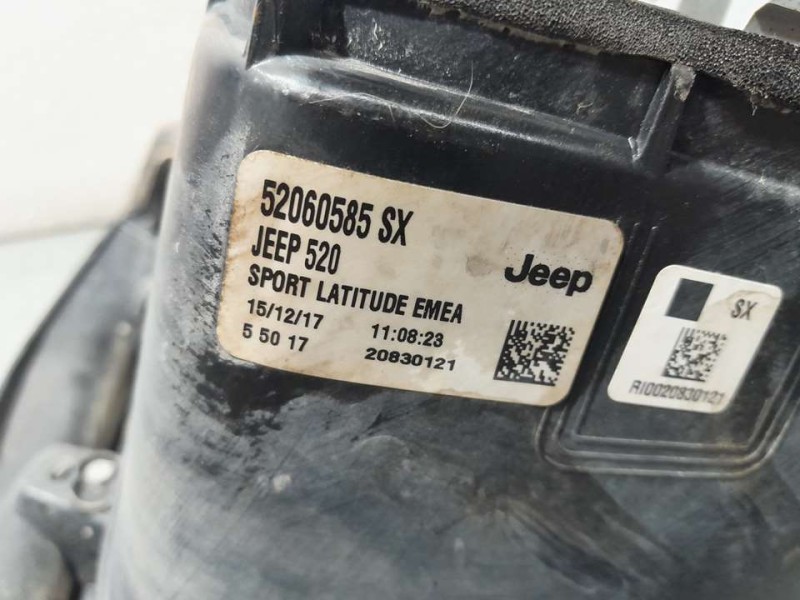 52060585 SX
JEEP 520
SPORT LATITUDE EMEA
Jeep
15/12/17 11:08:23
5 50 17 20830121
SX
RI0020830121